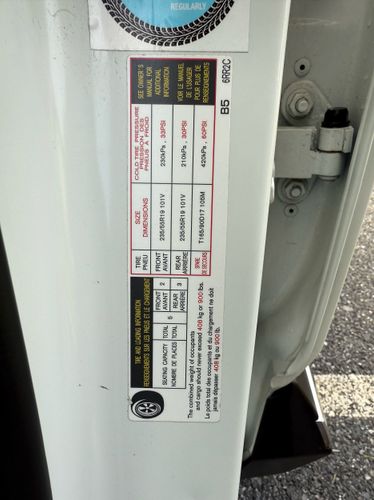 REGULARLY
TIRE AND LOADING INFORMATION
RENSEIGNEMENTS SUR LES PNEUS ET LE CHARGEMENT
SEATING CAPACITY TOTAL 5 FRONT 2 REAR 3
NOMBRE DE PLACES TOTAL AVANT ARRIÈRE
The combined weight of occupants
and cargo should never exceed 408 kg or 900 lbs.
Le poids total des occupants et du chargement ne doit
jamais dépasser 408 kg ou 900 lb.
TIRE SIZE COLD TIRE PRESSURE
PNEU DIMENSIONS PRESSION DES PNEUS A FROID
FRONT AVANT 235/55R19 101V 230kPa, 33PSI
REAR ARRIÈRE 235/55R19 101V 210kPa, 30PSI
SPARE DE SECOURS T165/90D17 105M 420kPa, 60PSI
SEE OWNER'S
MANUAL FOR
ADDITIONAL
INFORMATION
VOIR LE MANUEL
DE L'USAGER
POUR PLUS DE
RENSEIGNEMENTS
B5 6RR2C